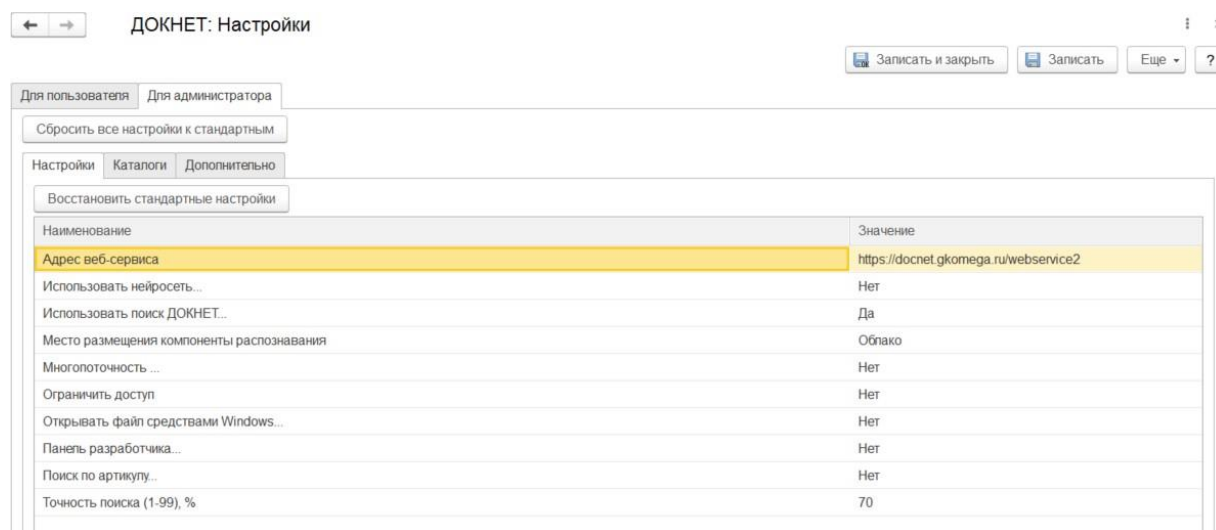 ДОКНЕТ: Настройки
Записать и закрыть Записать Еще ?
Для пользователя Для администратора
Сбросить все настройки к стандартным
Настройки Каталоги Дополнительно
Восстановить стандартные настройки
Наименование Значение
Адрес веб-сервиса https://docnet.gkomega.ru/webservice2
Использовать нейросеть... Нет
Использовать поиск ДОКНЕТ... Да
Место размещения компоненты распознавания Облако
Многопоточность ... Нет
Ограничить доступ Нет
Открывать файл средствами Windows... Нет
Панель разработчика... Нет
Поиск по артикулу... Нет
Точность поиска (1-99), % 70